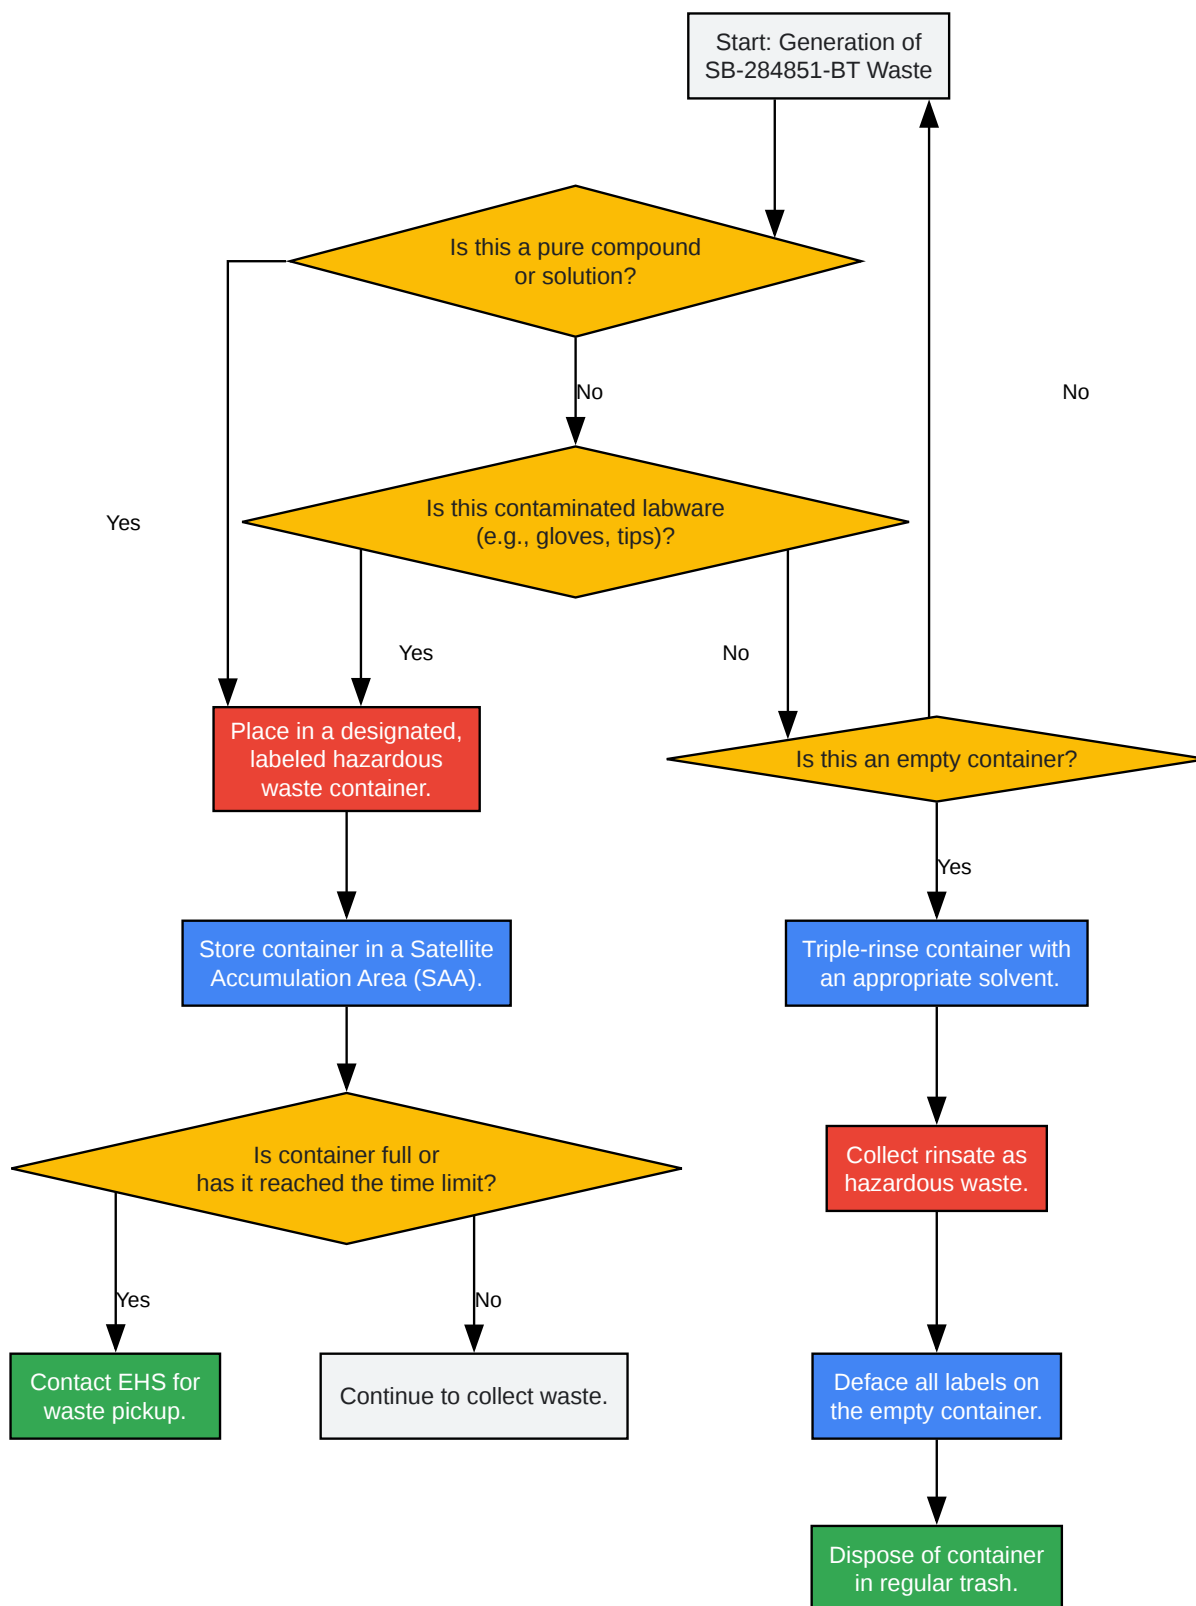 Start: Generation of
SB-284851-BT Waste
Is this a pure compound
or solution?
No
No
Is this contaminated labware
(e.g., gloves, tips)?
Yes
Yes
No
Place in a designated,
labeled hazardous
waste container.
Is this an empty container?
Yes
Store container in a Satellite
Accumulation Area (SAA).
Triple-rinse container with
an appropriate solvent.
Is container full or
has it reached the time limit?
Collect rinsate as
hazardous waste.
Yes
No
Contact EHS for
waste pickup.
Continue to collect waste.
Deface all labels on
the empty container.
Dispose of container
in regular trash.